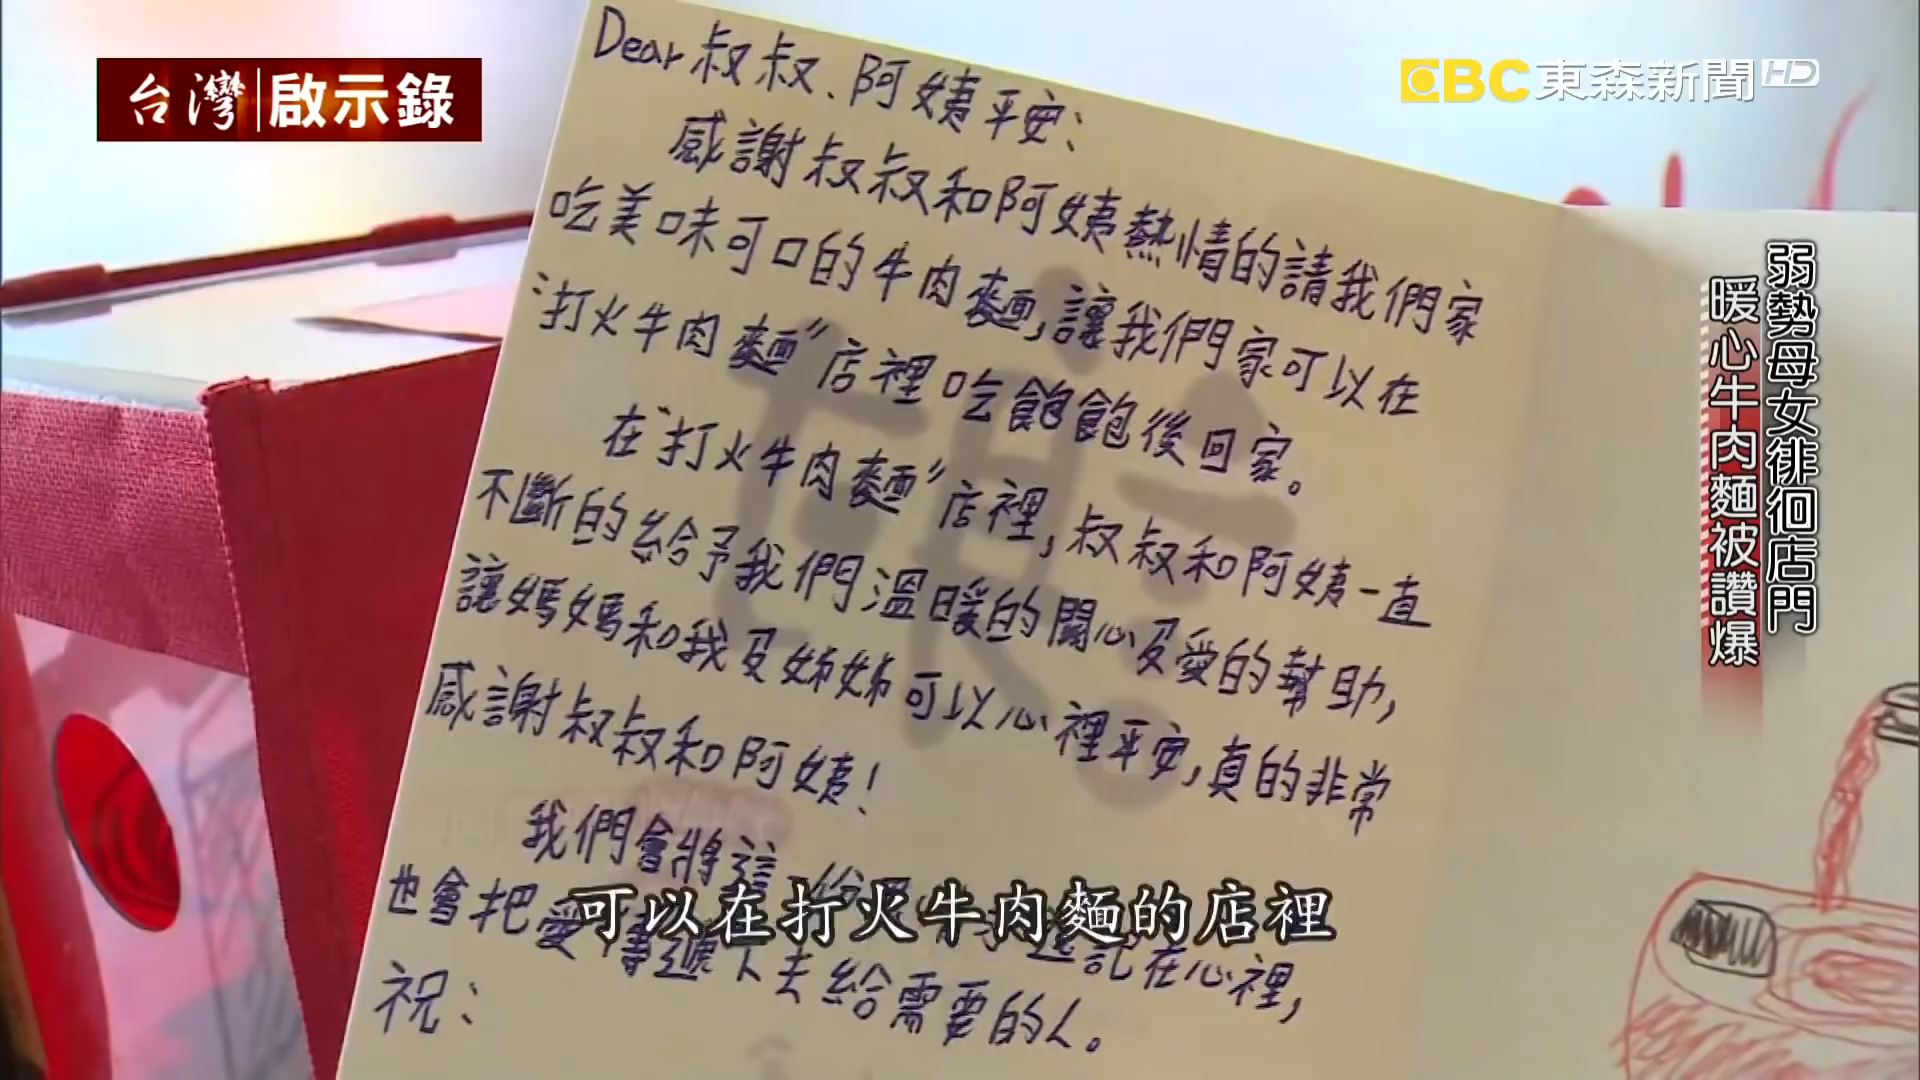 台灣 啟示錄
EBC 東森新聞 HD
弱勢母女徘徊店門
暖心牛肉麵被讚爆
Dear 叔叔、阿姨平安：
感謝叔叔和阿姨熱情的請我們家
吃美味可口的牛肉麵,讓我們家可以在
"打火牛肉麵"店裡吃飽飽後回家。
在"打火牛肉麵"店裡,叔叔和阿姨一直
不斷的給予我們溫暖的關心及愛的幫助,
讓媽媽和我及姊姊可以心裡平安,真的非常
感謝叔叔和阿姨!
我們會將這
記在心裡,
也會把愛傳遞下去給需要的人。
祝：
可以在打火牛肉麵的店裡